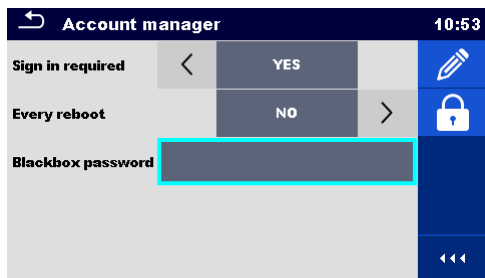 Account manager 10:53
Sign in required YES
Every reboot NO
Blackbox password